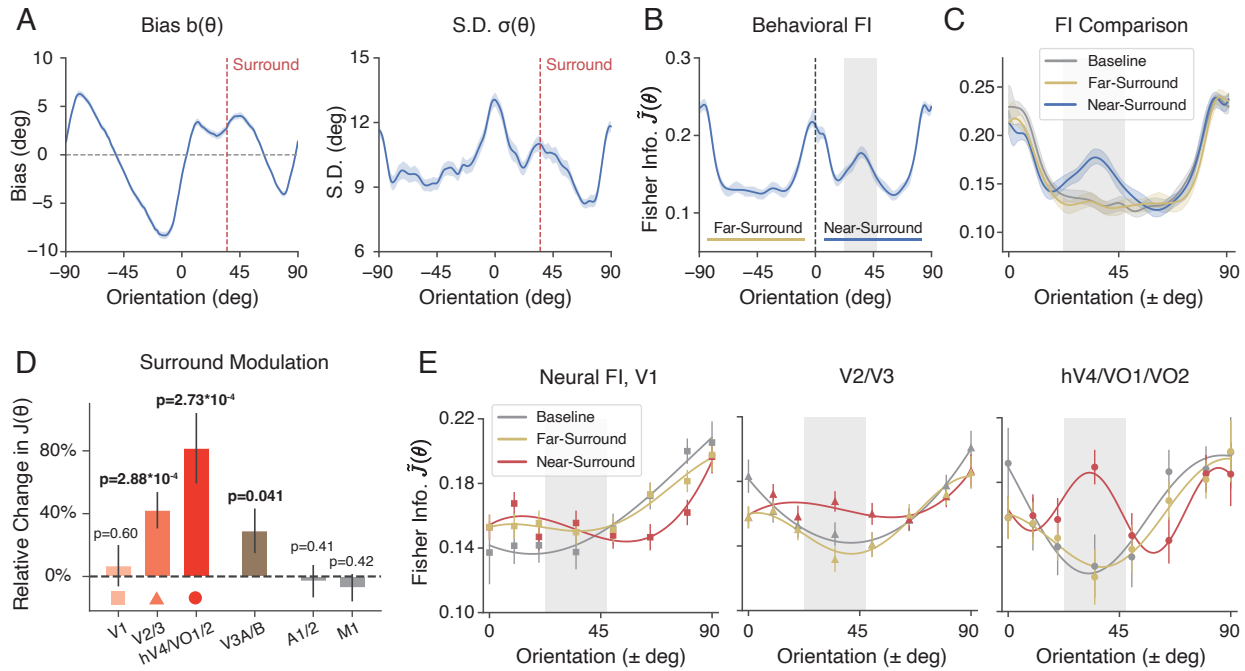 A
Bias b(θ)
Surround
Bias (deg)
10
5
0
−5
−10
−90
−45
0
45
90
Orientation (deg)
S.D. σ(θ)
Surround
S.D. (deg)
15
12
9
6
−90
−45
0
45
90
Orientation (deg)
B
Behavioral FI
Fisher Info. J̃(θ)
0.3
0.2
0.1
Far-Surround
Near-Surround
−90
−45
0
45
90
Orientation (deg)
C
FI Comparison
Baseline
Far-Surround
Near-Surround
0.25
0.20
0.15
0.10
0
45
90
Orientation (± deg)
D
Surround Modulation
Relative Change in J(θ)
80%
40%
0%
p=0.60
p=2.88*10⁻⁴
p=2.73*10⁻⁴
p=0.041
p=0.41
p=0.42
V1
V2/3
hV4/VO1/2
V3A/B
A1/2
M1
E
Neural FI, V1
Baseline
Far-Surround
Near-Surround
Fisher Info. J̃(θ)
0.22
0.18
0.14
0.10
0
45
90
Orientation (± deg)
V2/V3
0
45
90
Orientation (± deg)
hV4/VO1/VO2
0
45
90
Orientation (± deg)